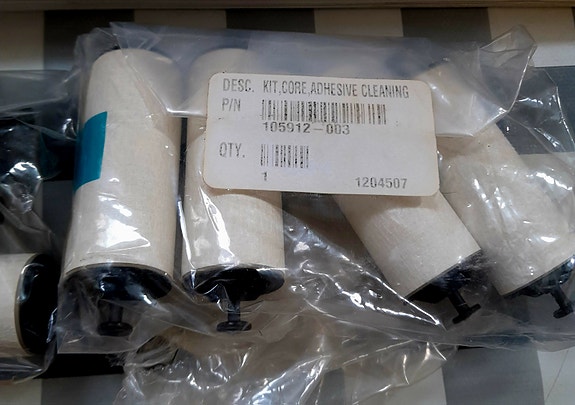 DESC. KIT,CORE,ADHESIVE CLEANING
P/N
105912-003
QTY.
1
1204507